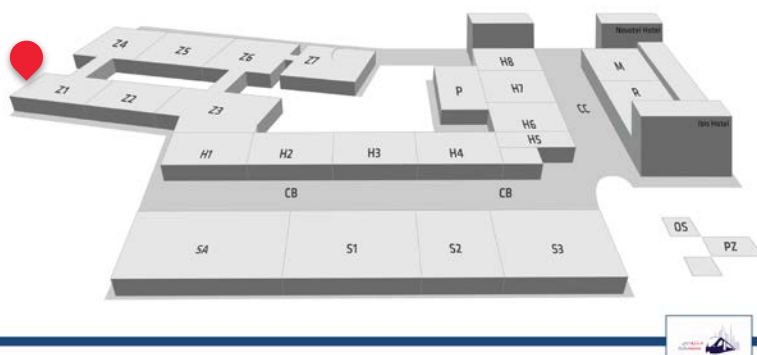 Z4
Z5
Z6
Z7
Z1
Z2
Z3
H8
H7
P
H6
H5
H1
H2
H3
H4
CC
M
R
Novotel Hotel
Ibis Hotel
CB
CB
SA
S1
S2
S3
OS
PZ